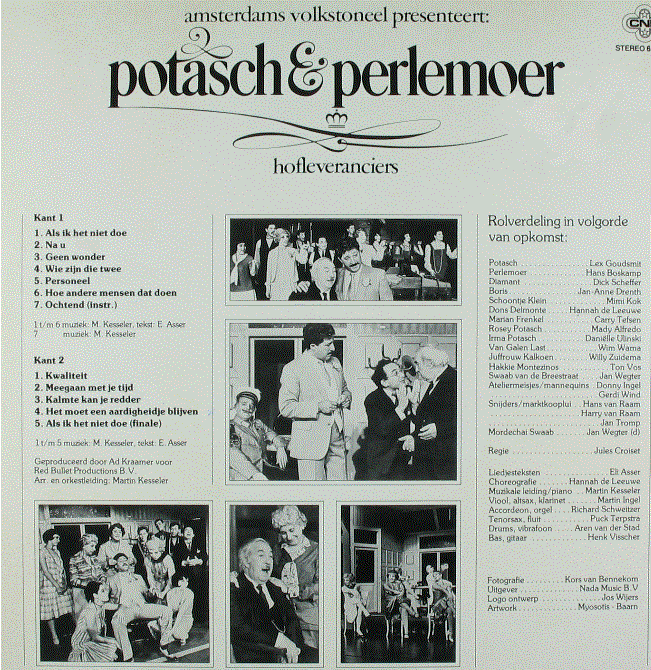 amsterdams volkstoneel presenteert:
potasch & perlemoer
hofleveranciers
CN
STEREO 6
Kant 1
1. Als ik het niet doe
2. Na u
3. Geen wonder
4. Wie zijn die twee
5. Personeel
6. Hoe andere mensen dat doen
7. Ochtend (instr.)
1 t/m 6 muziek: M. Kesseler, tekst: E. Asser
7 muziek: M. Kesseler
Kant 2
1. Kwaliteit
2. Meegaan met je tijd
3. Kalmte kan je redder
4. Het moet een aardigheidje blijven
5. Als ik het niet doe (finale)
1 t/m 5 muziek: M. Kesseler, tekst: E. Asser
Geproduceerd door Ad Kraamer voor
Red Bullet Productions B.V.
Arr. en orkestleiding: Martin Kesseler
Rolverdeling in volgorde
van opkomst:
Potasch . . . . . . . . . . . . . Lex Goudsmit
Perlemoer . . . . . . . . . . . . Hans Boskamp
Diamant . . . . . . . . . . . . . Dick Scheffer
Boris . . . . . . . . . . . . . Jan-Anne Drenth
Schoontje Klein . . . . . . . . . . . Mimi Kok
Dons Delmonte . . . . . . Hannah de Leeuwe
Marian Frenkel . . . . . . . . . . Carry Tefsen
Rosey Potasch . . . . . . . . . . Mady Alfredo
Irma Potasch . . . . . . . . . Daniëlle Ulinski
Van Galen Last . . . . . . . . . . . Wim Wama
Juffrouw Kalkoen . . . . . . . . Willy Zuidema
Hakkie Montezinos . . . . . . . . . . Ton Vos
Swaab van de Breestraat . . . . Jan Wegter
Ateliermeisjes/mannequins Donny Ingel
. . . . . . . . . . . . . . . . . . . . Gerdi Wind
Snijders/marktkooplui . . Hans van Raam
. . . . . . . . . . . . . . . . . Harry van Raam
. . . . . . . . . . . . . . . . . . . . Jan Tromp
Mordechai Swaab . . . . . . Jan Wegter (d)
Regie . . . . . . . . . . . . . . . Jules Croiset
Liedjesteksten . . . . . . . . . . . . Eli Asser
Choreografie . . . . . . . Hannah de Leeuwe
Muzikale leiding/piano . . Martin Kesseler
Viool, altsax, klarinet . . . . . . Martin Ingel
Accordeon, orgel . . . . Richard Schweitzer
Tenorsax, fluit . . . . . . . . . Puck Terpstra
Drums, vibrafoon . . . . Aren van der Stad
Bas, gitaar . . . . . . . . . . . Henk Visscher
Fotografie . . . . . . . . Kors van Bennekom
Uitgever . . . . . . . . . . . . Nada Music B.V
Logo ontwerp . . . . . . . . . . . . Jos Wijers
Artwork . . . . . . . . . . . Myosotis - Baarn